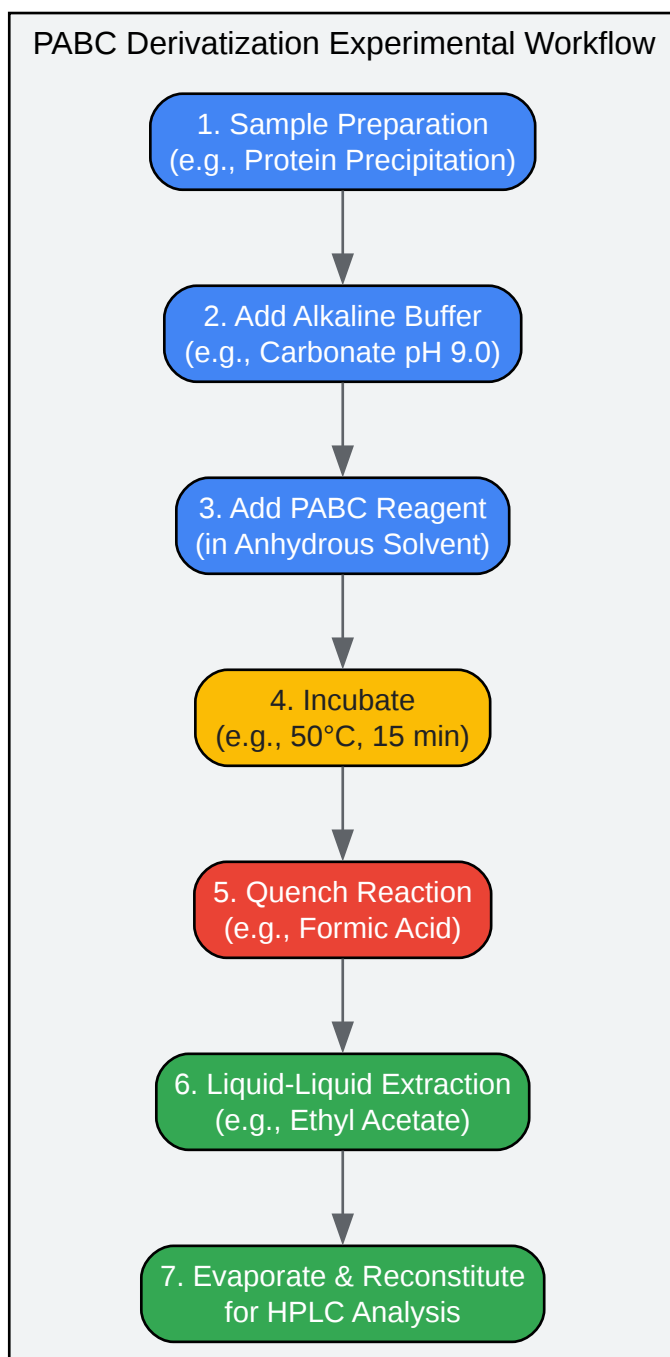 PABC Derivatization Experimental Workflow
1. Sample Preparation
(e.g., Protein Precipitation)
2. Add Alkaline Buffer
(e.g., Carbonate pH 9.0)
3. Add PABC Reagent
(in Anhydrous Solvent)
4. Incubate
(e.g., 50°C, 15 min)
5. Quench Reaction
(e.g., Formic Acid)
6. Liquid-Liquid Extraction
(e.g., Ethyl Acetate)
7. Evaporate & Reconstitute
for HPLC Analysis